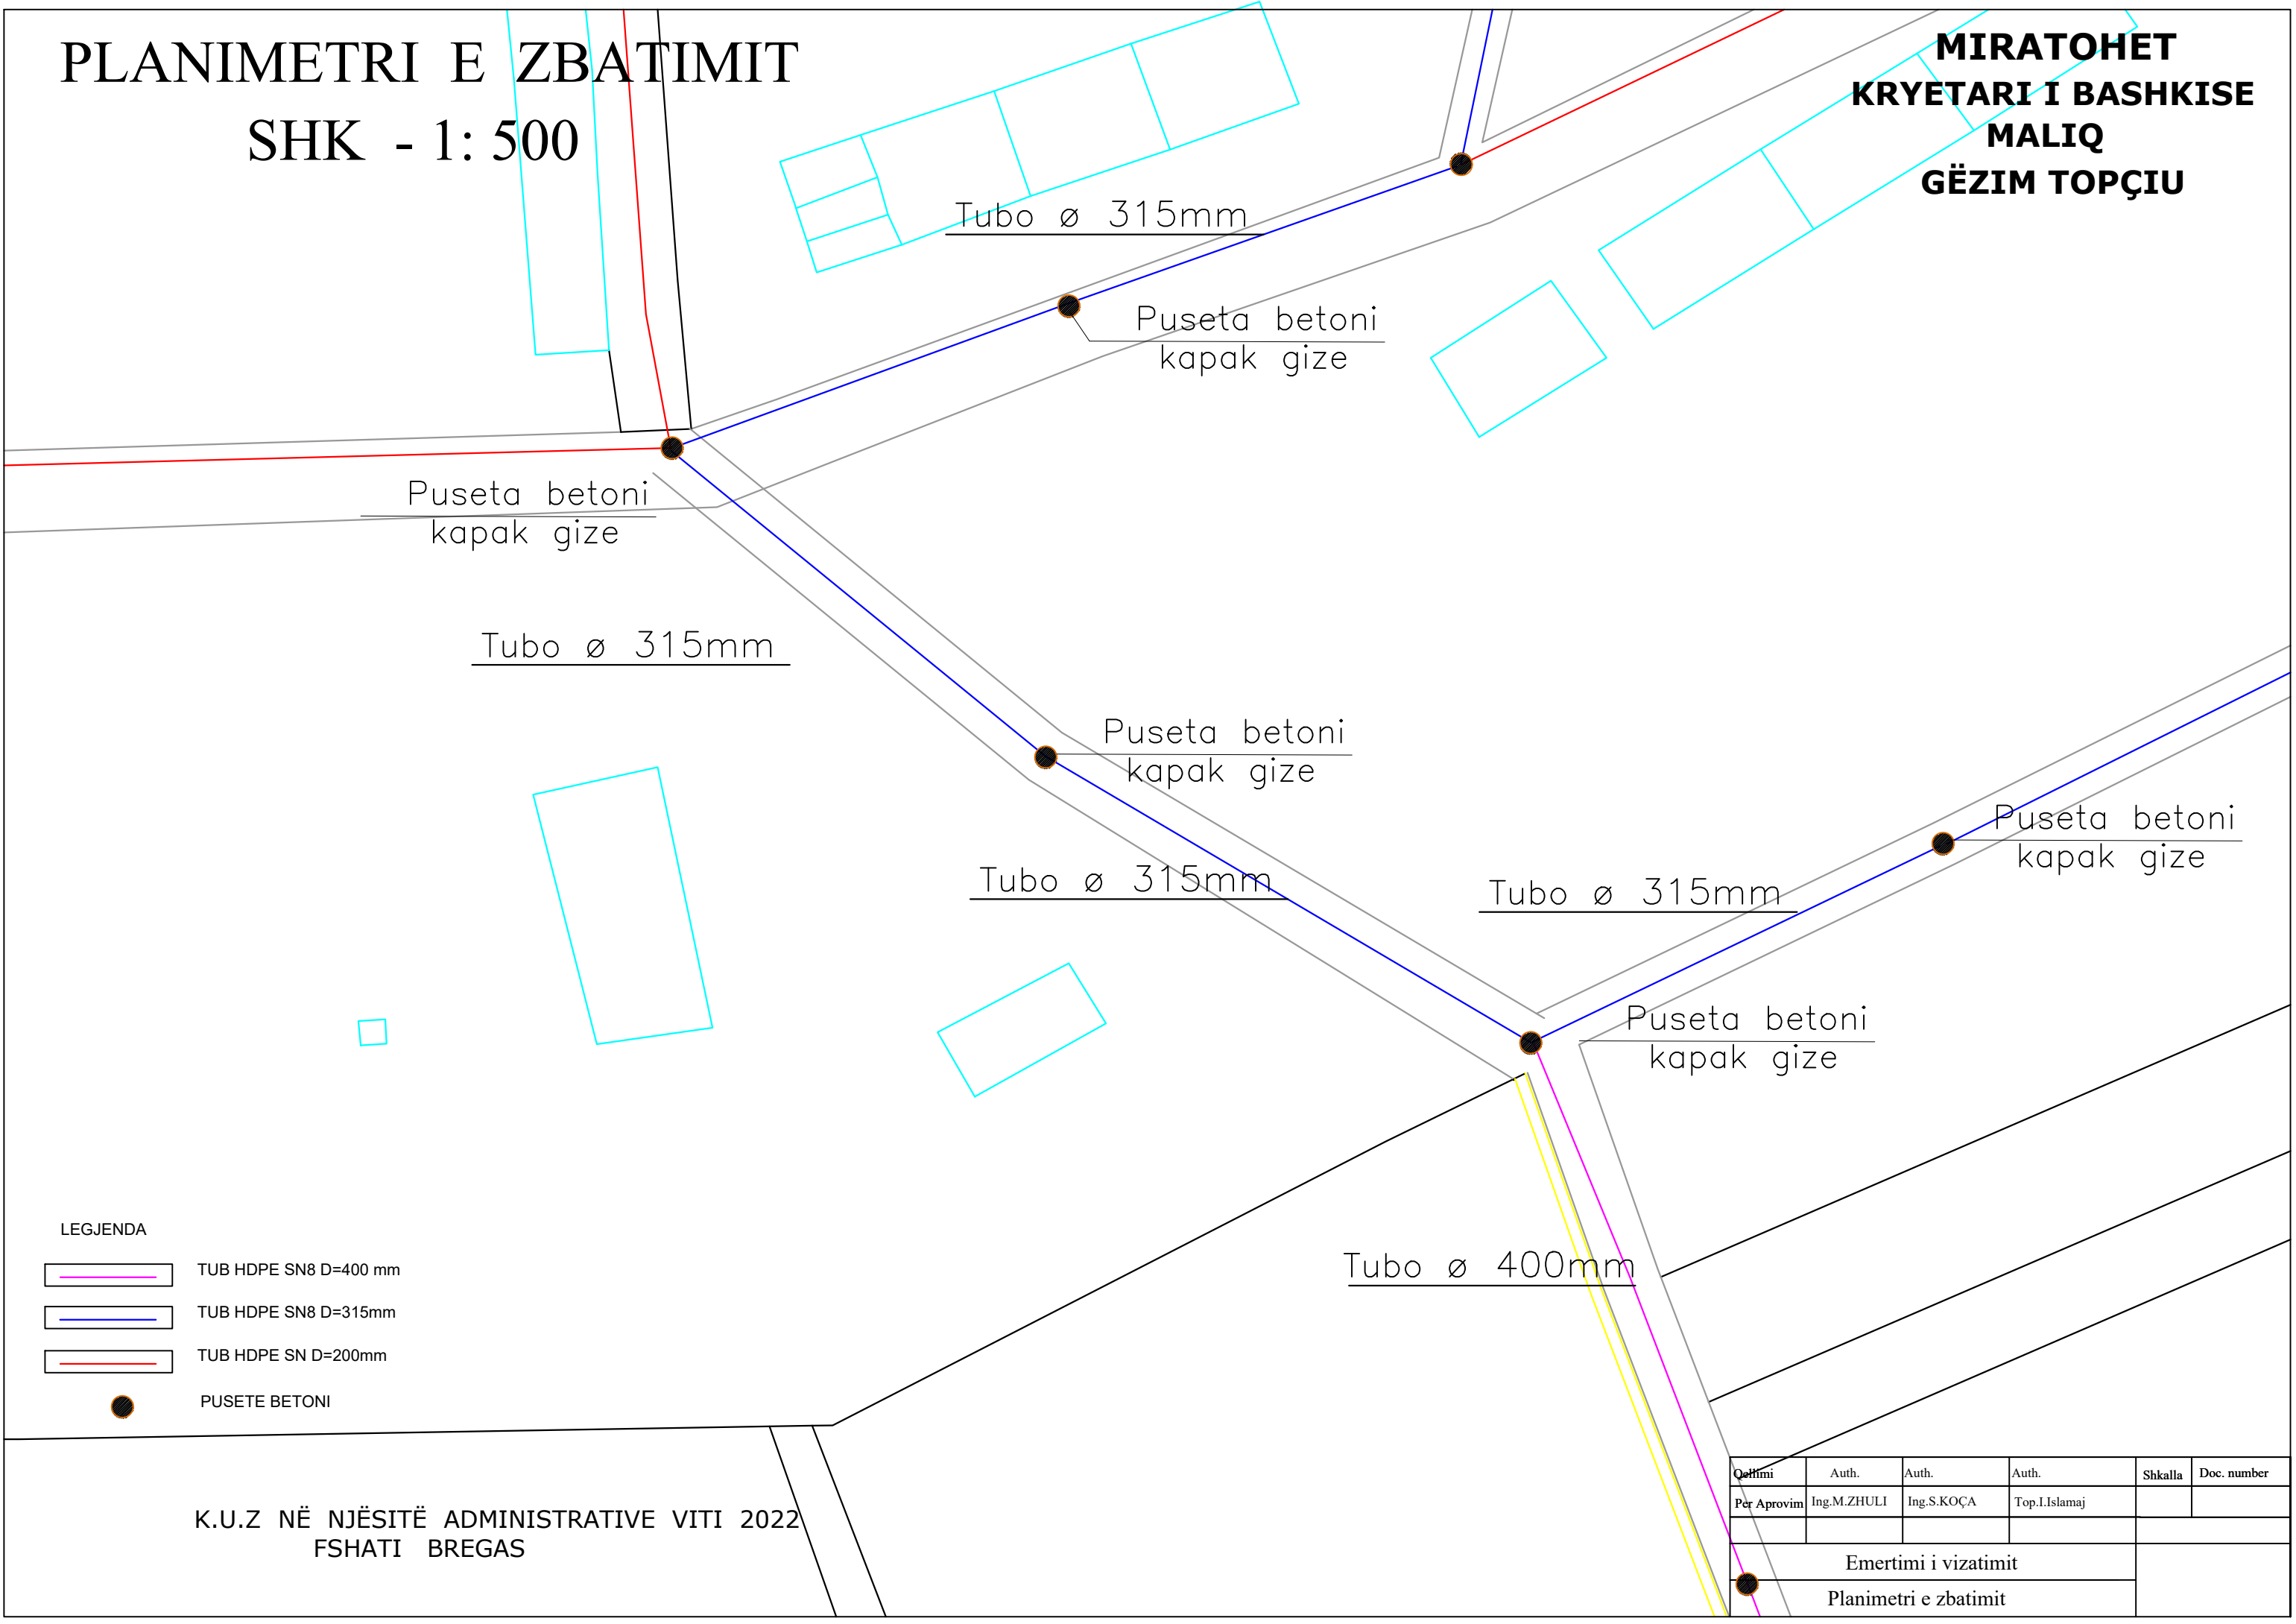 PLANIMETRI E ZBATIMIT
SHK - 1: 500
MIRATOHET
KRYETARI I BASHKISE
MALIQ
GËZIM TOPÇIU
Tubo ø 315mm
Puseta betoni
kapak gize
Puseta betoni
kapak gize
Tubo ø 315mm
Puseta betoni
kapak gize
Puseta betoni
kapak gize
Tubo ø 315mm
Tubo ø 315mm
Puseta betoni
kapak gize
Tubo ø 400mm
LEGJENDA
TUB HDPE SN8 D=400 mm
TUB HDPE SN8 D=315mm
TUB HDPE SN D=200mm
PUSETE BETONI
K.U.Z NË NJËSITË ADMINISTRATIVE VITI 2022
FSHATI BREGAS
Qellimi Auth. Auth. Auth. Shkalla Doc. number
Per Aprovim Ing.M.ZHULI Ing.S.KOÇA Top.I.Islamaj
Emertimi i vizatimit
Planimetri e zbatimit